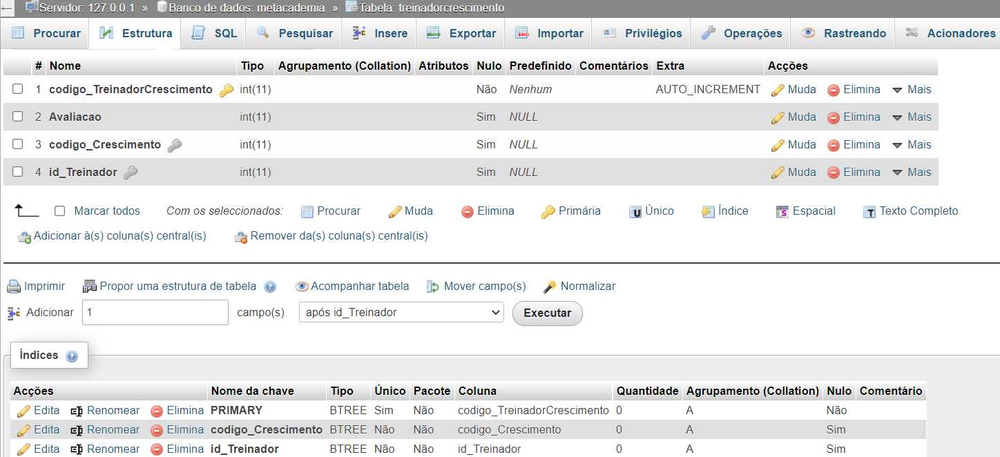 ← Servidor: 127.0.0.1 » Banco de dados: metacademia » Tabela: treinadorcrescimento
Procurar Estrutura SQL Pesquisar Insere Exportar Importar Privilégios Operações Rastreando Acionadores
# Nome Tipo Agrupamento (Collation) Atributos Nulo Predefinido Comentários Extra Acções
1 codigo_TreinadorCrescimento int(11) Não Nenhum AUTO_INCREMENT Muda Elimina Mais
2 Avaliacao int(11) Sim NULL Muda Elimina Mais
3 codigo_Crescimento int(11) Sim NULL Muda Elimina Mais
4 id_Treinador int(11) Sim NULL Muda Elimina Mais
Marcar todos Com os seleccionados: Procurar Muda Elimina Primária Único Índice Espacial Texto Completo
Adicionar à(s) coluna(s) central(is) Remover da(s) coluna(s) central(is)
Imprimir Propor uma estrutura de tabela Acompanhar tabela Mover campo(s) Normalizar
Adicionar 1 campo(s) após id_Treinador Executar
Índices
Acções Nome da chave Tipo Único Pacote Coluna Quantidade Agrupamento (Collation) Nulo Comentário
Edita Renomear Elimina PRIMARY BTREE Sim Não codigo_TreinadorCrescimento 0 A Não
Edita Renomear Elimina codigo_Crescimento BTREE Não Não codigo_Crescimento 0 A Sim
Edita Renomear Elimina id_Treinador BTREE Não Não id_Treinador 0 A Sim